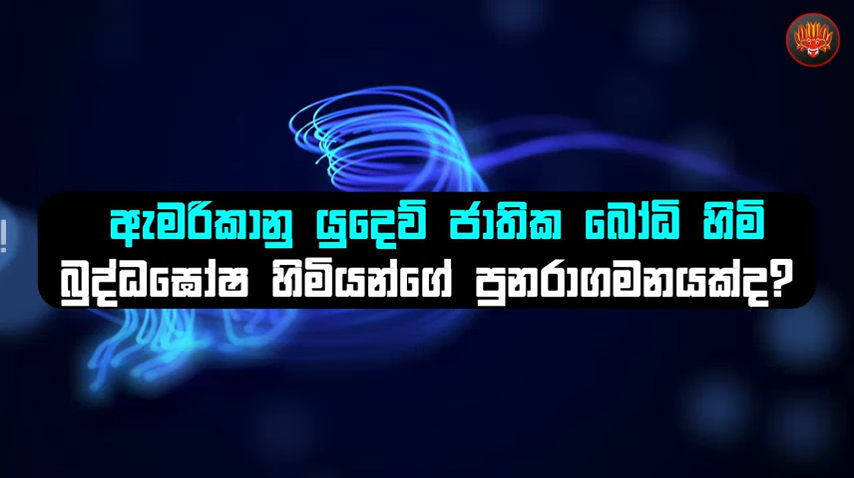 ඇමරිකානු යුදෙව් ජාතික බෝධි හිමි
බුද්ධඝෝෂ හිමියන්ගේ පුනරාගමනයක්ද?
!